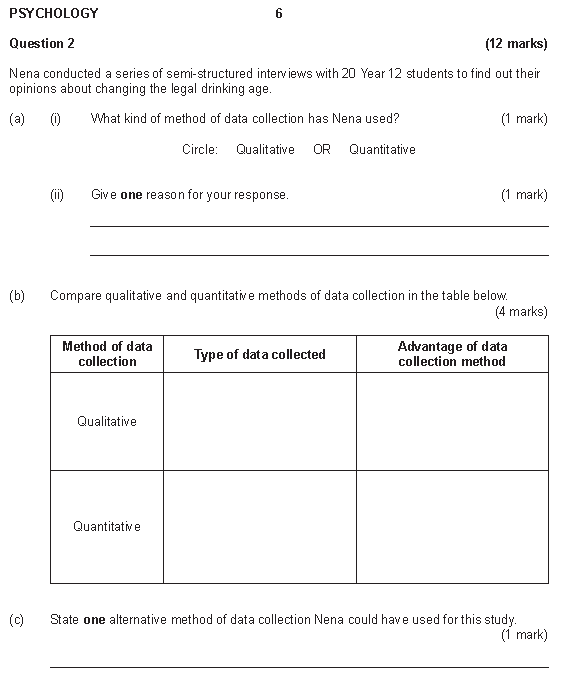 PSYCHOLOGY 6
Question 2 (12 marks)
Nena conducted a series of semi-structured interviews with 20 Year 12 students to find out their
opinions about changing the legal drinking age.
(a) (i) What kind of method of data collection has Nena used? (1 mark)
Circle: Qualitative OR Quantitative
(ii) Give one reason for your response. (1 mark)
(b) Compare qualitative and quantitative methods of data collection in the table below.
(4 marks)
Method of data
collection
Type of data collected
Advantage of data
collection method
Qualitative
Quantitative
(c) State one alternative method of data collection Nena could have used for this study.
(1 mark)